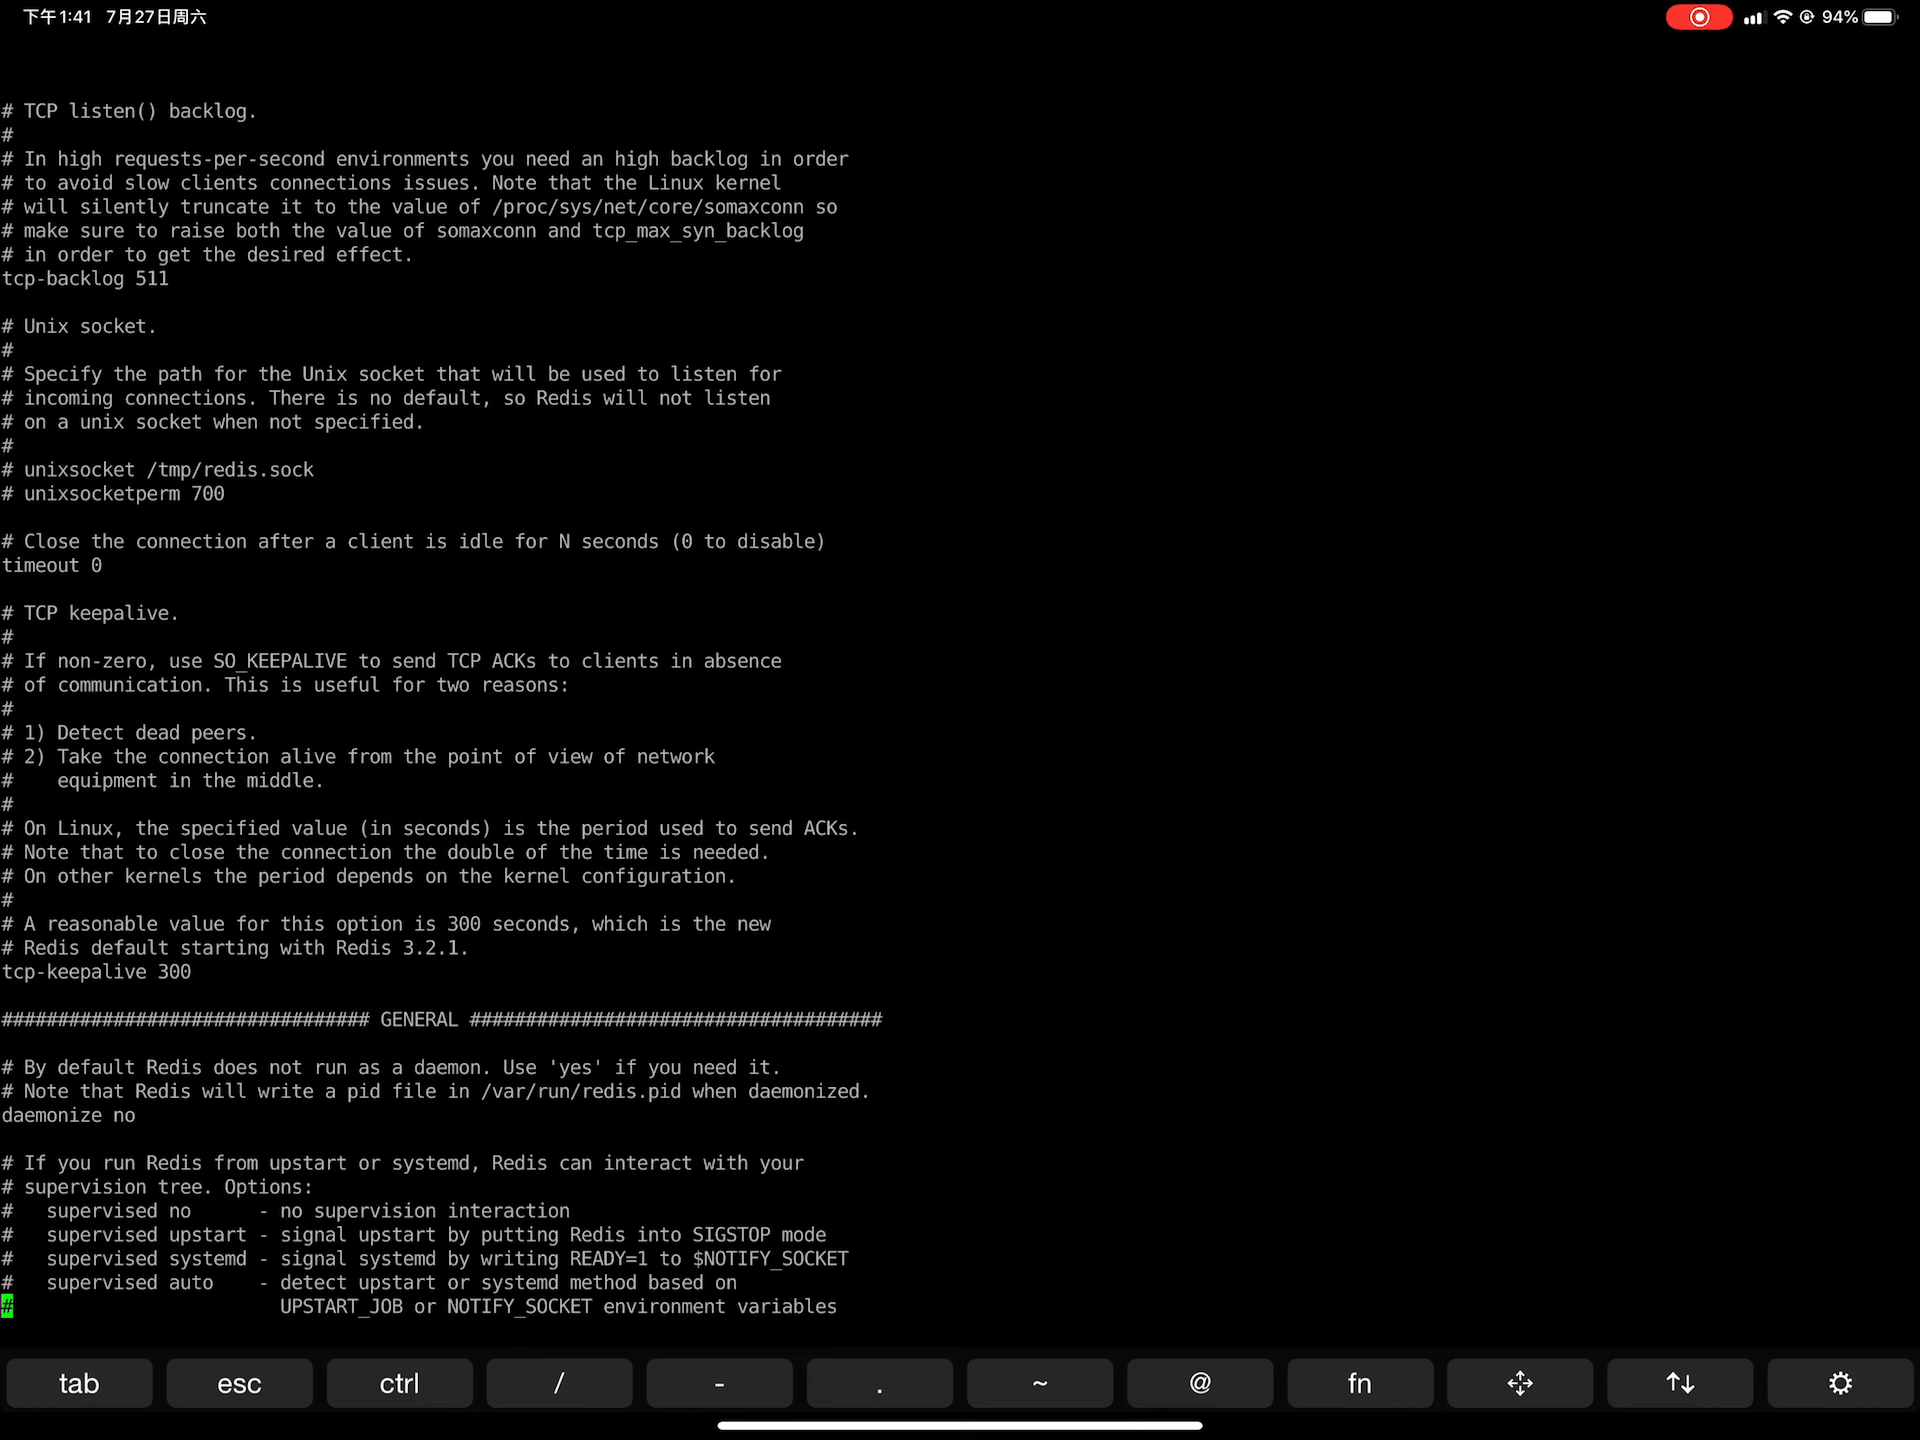 下午1:41 7月27日周六
94%
# TCP listen() backlog.
#
# In high requests-per-second environments you need an high backlog in order
# to avoid slow clients connections issues. Note that the Linux kernel
# will silently truncate it to the value of /proc/sys/net/core/somaxconn so
# make sure to raise both the value of somaxconn and tcp_max_syn_backlog
# in order to get the desired effect.
tcp-backlog 511
# Unix socket.
#
# Specify the path for the Unix socket that will be used to listen for
# incoming connections. There is no default, so Redis will not listen
# on a unix socket when not specified.
#
# unixsocket /tmp/redis.sock
# unixsocketperm 700
# Close the connection after a client is idle for N seconds (0 to disable)
timeout 0
# TCP keepalive.
#
# If non-zero, use SO_KEEPALIVE to send TCP ACKs to clients in absence
# of communication. This is useful for two reasons:
#
# 1) Detect dead peers.
# 2) Take the connection alive from the point of view of network
#    equipment in the middle.
#
# On Linux, the specified value (in seconds) is the period used to send ACKs.
# Note that to close the connection the double of the time is needed.
# On other kernels the period depends on the kernel configuration.
#
# A reasonable value for this option is 300 seconds, which is the new
# Redis default starting with Redis 3.2.1.
tcp-keepalive 300
################################# GENERAL #####################################
# By default Redis does not run as a daemon. Use 'yes' if you need it.
# Note that Redis will write a pid file in /var/run/redis.pid when daemonized.
daemonize no
# If you run Redis from upstart or systemd, Redis can interact with your
# supervision tree. Options:
#   supervised no      - no supervision interaction
#   supervised upstart - signal upstart by putting Redis into SIGSTOP mode
#   supervised systemd - signal systemd by writing READY=1 to $NOTIFY_SOCKET
#   supervised auto    - detect upstart or systemd method based on
#                        UPSTART_JOB or NOTIFY_SOCKET environment variables
tab esc ctrl / - . ~ @ fn